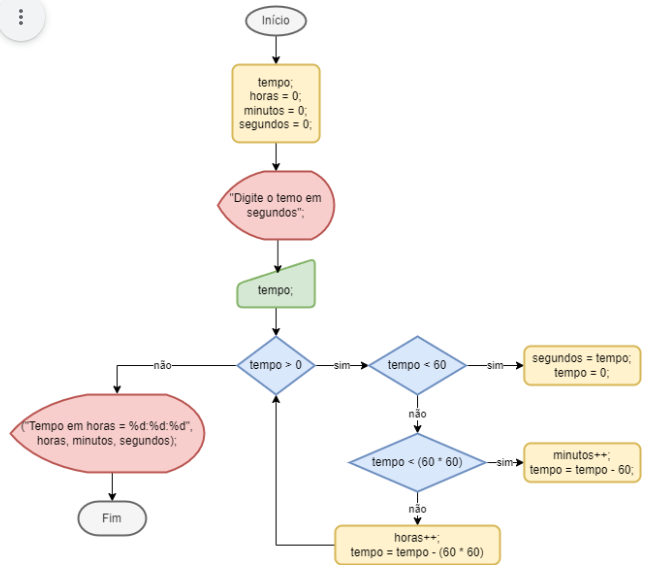 Início
tempo;
horas = 0;
minutos = 0;
segundos = 0;
"Digite o temo em
segundos";
tempo;
tempo > 0
sim
tempo < 60
sim
segundos = tempo;
tempo = 0;
não
("Tempo em horas = %d:%d:%d",
horas, minutos, segundos);
Fim
não
tempo < (60 * 60)
sim
minutos++;
tempo = tempo - 60;
não
horas++;
tempo = tempo - (60 * 60)